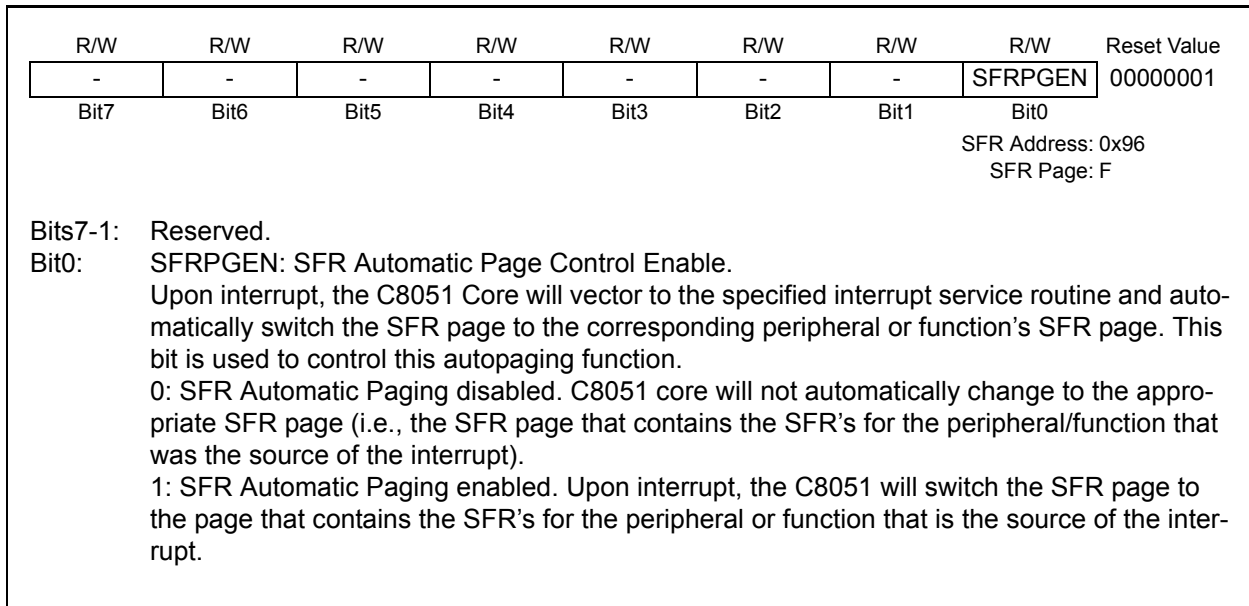 R/W R/W R/W R/W R/W R/W R/W R/W Reset Value
- - - - - - - SFRPGEN 00000001
Bit7 Bit6 Bit5 Bit4 Bit3 Bit2 Bit1 Bit0
SFR Address: 0x96
SFR Page: F
Bits7-1: Reserved.
Bit0: SFRPGEN: SFR Automatic Page Control Enable.
Upon interrupt, the C8051 Core will vector to the specified interrupt service routine and auto-
matically switch the SFR page to the corresponding peripheral or function’s SFR page. This
bit is used to control this autopaging function.
0: SFR Automatic Paging disabled. C8051 core will not automatically change to the appro-
priate SFR page (i.e., the SFR page that contains the SFR’s for the peripheral/function that
was the source of the interrupt).
1: SFR Automatic Paging enabled. Upon interrupt, the C8051 will switch the SFR page to
the page that contains the SFR’s for the peripheral or function that is the source of the inter-
rupt.